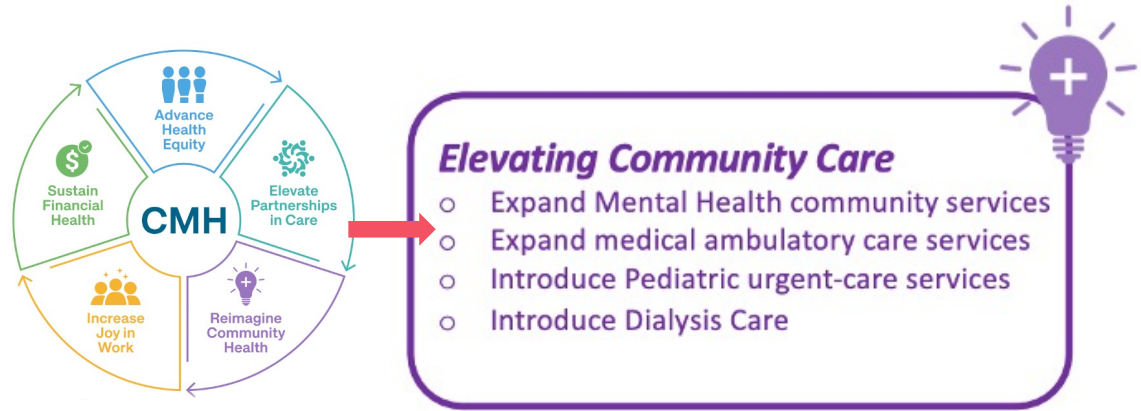 Advance
Health
Equity
Sustain
Financial
Health
Elevate
Partnerships
in Care
CMH
Increase
Joy in
Work
Reimagine
Community
Health
Elevating Community Care
o Expand Mental Health community services
o Expand medical ambulatory care services
o Introduce Pediatric urgent-care services
o Introduce Dialysis Care